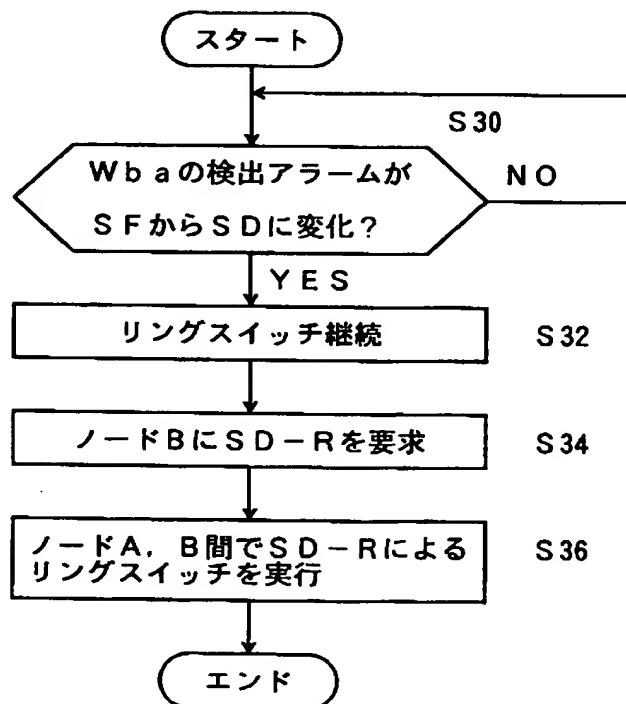 スタート
S30
Wbaの検出アラームが
SFからSDに変化?
NO
YES
リングスイッチ継続
S32
ノードBにSD-Rを要求
S34
ノードA,B間でSD-Rによる
リングスイッチを実行
S36
エンド